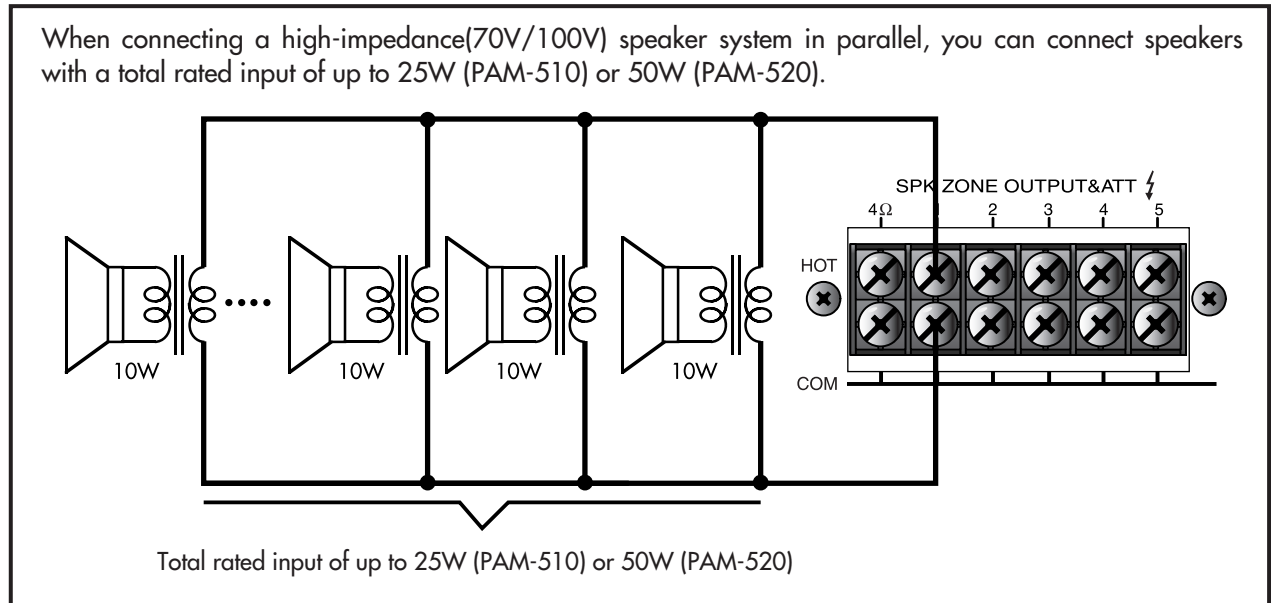 When connecting a high-impedance(70V/100V) speaker system in parallel, you can connect speakers
with a total rated input of up to 25W (PAM-510) or 50W (PAM-520).
SPK ZONE OUTPUT&ATT
4Ω 1 2 3 4 5
HOT
10W 10W 10W 10W
COM
Total rated input of up to 25W (PAM-510) or 50W (PAM-520)